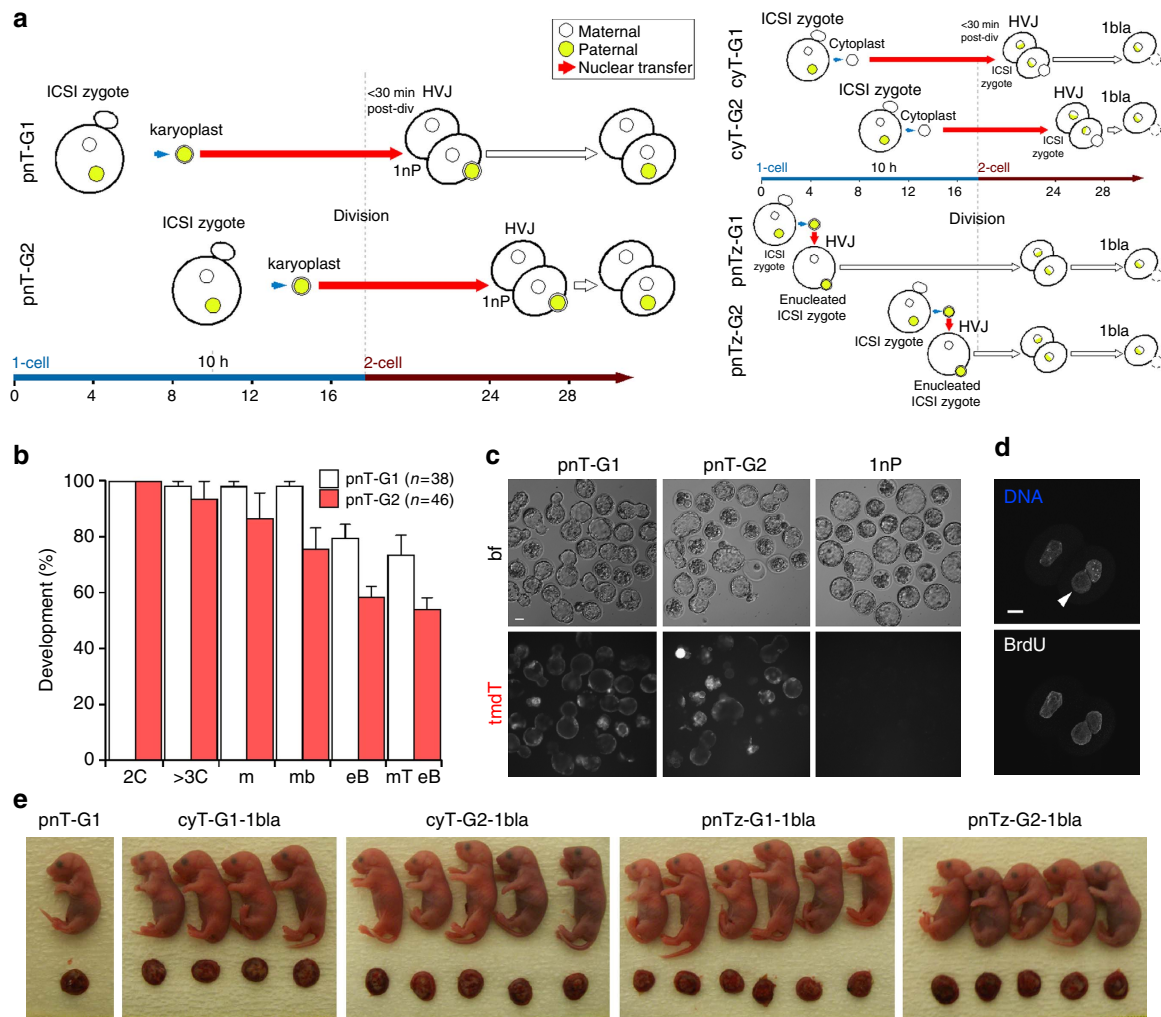 a
Maternal
Paternal
Nuclear transfer
pnT-G1
ICSI zygote
karyoplast
<30 min
post-div
HVJ
1nP
pnT-G2
ICSI zygote
karyoplast
Division
HVJ
1nP
1-cell
10 h
2-cell
0 4 8 12 16 24 28
cyT-G1
ICSI zygote
Cytoplast
<30 min
post-div
HVJ
ICSI
zygote
1bla
cyT-G2
ICSI zygote
Cytoplast
HVJ
ICSI
zygote
1bla
1-cell
10 h
2-cell
0 4 8 12 16 24 28
Division
pnTz-G1
ICSI
zygote
HVJ
Enucleated
ICSI zygote
1bla
pnTz-G2
ICSI zygote
HVJ
Enucleated
ICSI zygote
1bla
b
Development (%)
100
80
60
40
20
0
pnT-G1 (n=38)
pnT-G2 (n=46)
2C >3C m mb eB mT eB
c
pnT-G1 pnT-G2 1nP
bf
tmdT
d
DNA
BrdU
e
pnT-G1 cyT-G1-1bla cyT-G2-1bla pnTz-G1-1bla pnTz-G2-1bla